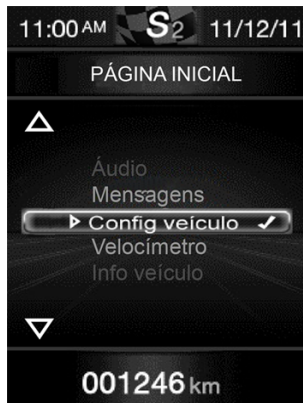 11:00 AM S2 11/12/11
PÁGINA INICIAL
Áudio
Mensagens
Config veículo
Velocímetro
Info veículo
001246 km